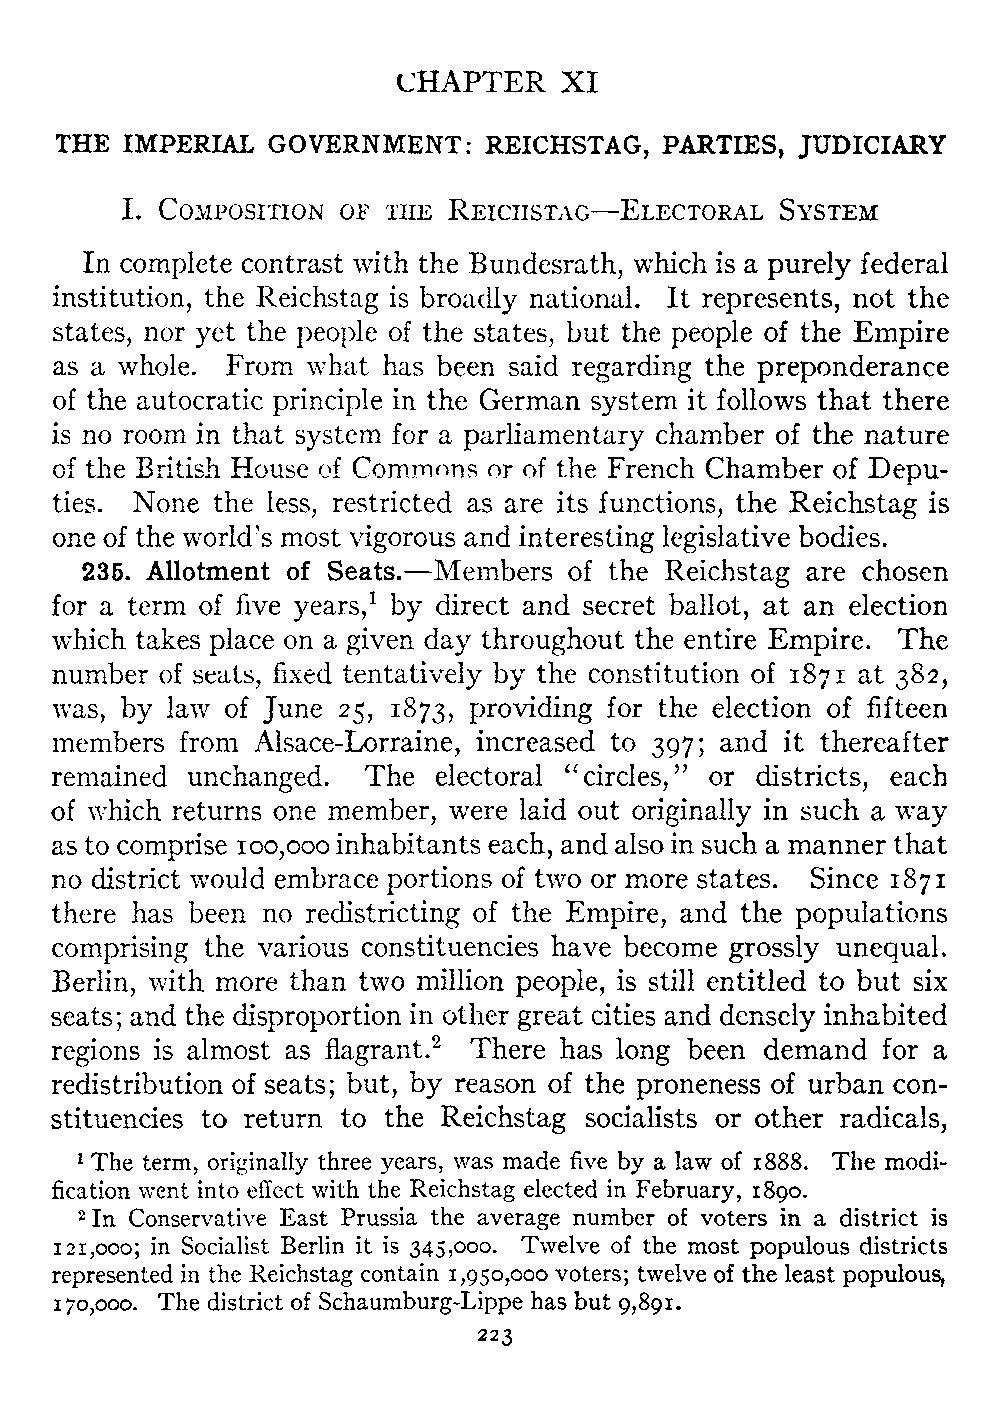 CHAPTER XI
THE IMPERIAL GOVERNMENT: REICHSTAG, PARTIES, JUDICIARY
I. Composition of the Reichstag—Electoral System
In complete contrast with the Bundesrath, which is a purely federal
institution, the Reichstag is broadly national. It represents, not the
states, nor yet the people of the states, but the people of the Empire
as a whole. From what has been said regarding the preponderance
of the autocratic principle in the German system it follows that there
is no room in that system for a parliamentary chamber of the nature
of the British House of Commons or of the French Chamber of Depu-
ties. None the less, restricted as are its functions, the Reichstag is
one of the world's most vigorous and interesting legislative bodies.
235. Allotment of Seats.—Members of the Reichstag are chosen
for a term of five years,¹ by direct and secret ballot, at an election
which takes place on a given day throughout the entire Empire. The
number of seats, fixed tentatively by the constitution of 1871 at 382,
was, by law of June 25, 1873, providing for the election of fifteen
members from Alsace-Lorraine, increased to 397; and it thereafter
remained unchanged. The electoral “circles,” or districts, each
of which returns one member, were laid out originally in such a way
as to comprise 100,000 inhabitants each, and also in such a manner that
no district would embrace portions of two or more states. Since 1871
there has been no redistricting of the Empire, and the populations
comprising the various constituencies have become grossly unequal.
Berlin, with more than two million people, is still entitled to but six
seats; and the disproportion in other great cities and densely inhabited
regions is almost as flagrant.² There has long been demand for a
redistribution of seats; but, by reason of the proneness of urban con-
stituencies to return to the Reichstag socialists or other radicals,
¹ The term, originally three years, was made five by a law of 1888. The modi-
fication went into effect with the Reichstag elected in February, 1890.
² In Conservative East Prussia the average number of voters in a district is
121,000; in Socialist Berlin it is 345,000. Twelve of the most populous districts
represented in the Reichstag contain 1,950,000 voters; twelve of the least populous,
170,000. The district of Schaumburg-Lippe has but 9,891.
223